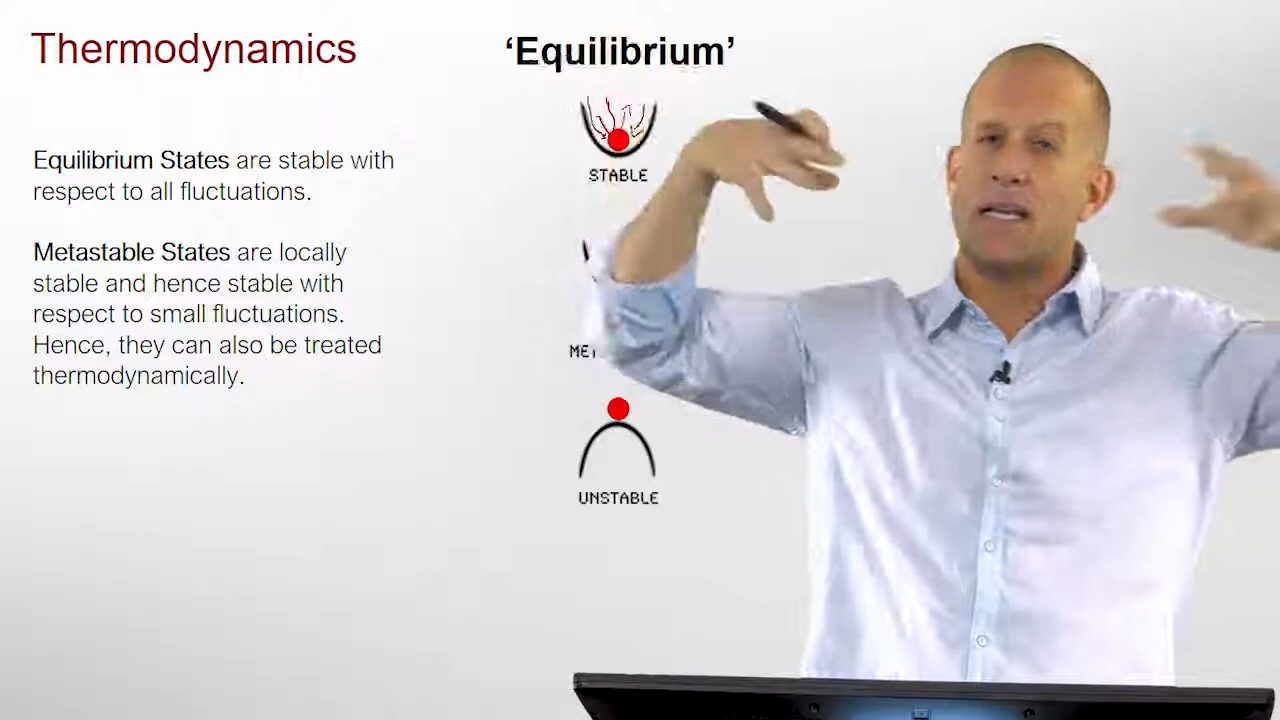 Thermodynamics
‘Equilibrium’
Equilibrium States are stable with
respect to all fluctuations.
Metastable States are locally
stable and hence stable with
respect to small fluctuations.
Hence, they can also be treated
thermodynamically.
STABLE
UNSTABLE